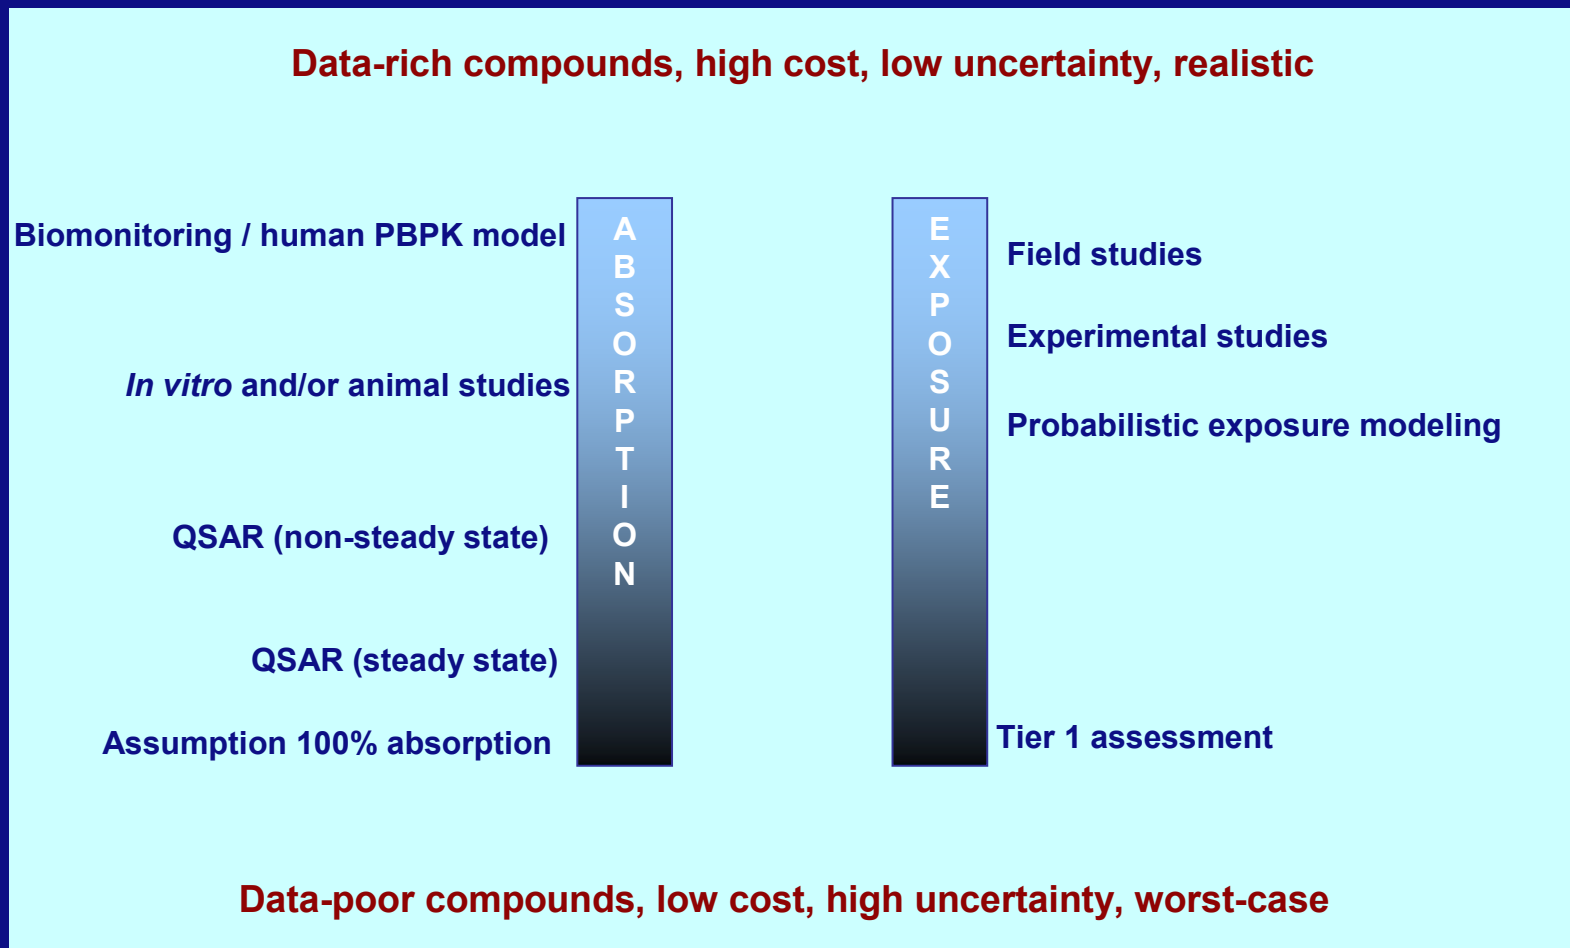 Data-rich compounds, high cost, low uncertainty, realistic
Biomonitoring / human PBPK model
In vitro and/or animal studies
QSAR (non-steady state)
QSAR (steady state)
Assumption 100% absorption
ABSORPTION
EXPOSURE
Field studies
Experimental studies
Probabilistic exposure modeling
Tier 1 assessment
Data-poor compounds, low cost, high uncertainty, worst-case